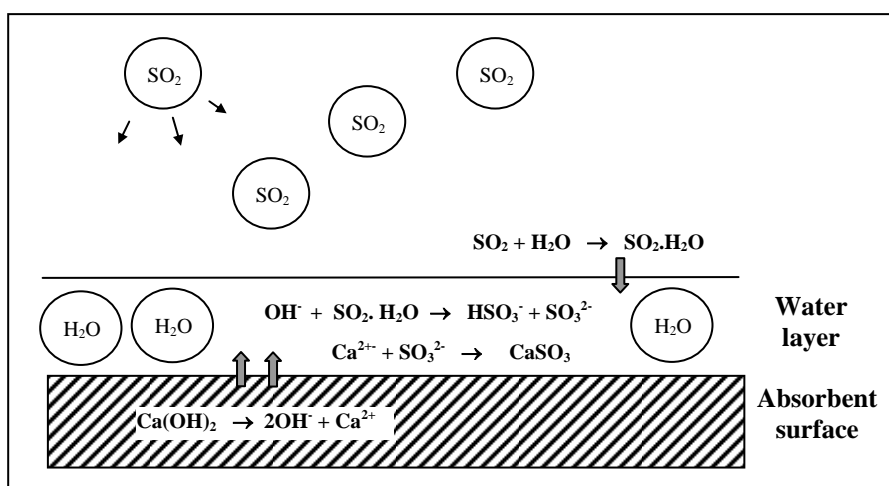 SO₂
SO₂
SO₂
SO₂
SO₂ + H₂O → SO₂.H₂O
H₂O
H₂O
OH⁻ + SO₂. H₂O → HSO₃⁻ + SO₃²⁻
H₂O
Water
layer
Ca²⁺⁻ + SO₃²⁻ → CaSO₃
Ca(OH)₂ → 2OH⁻ + Ca²⁺
Absorbent
surface